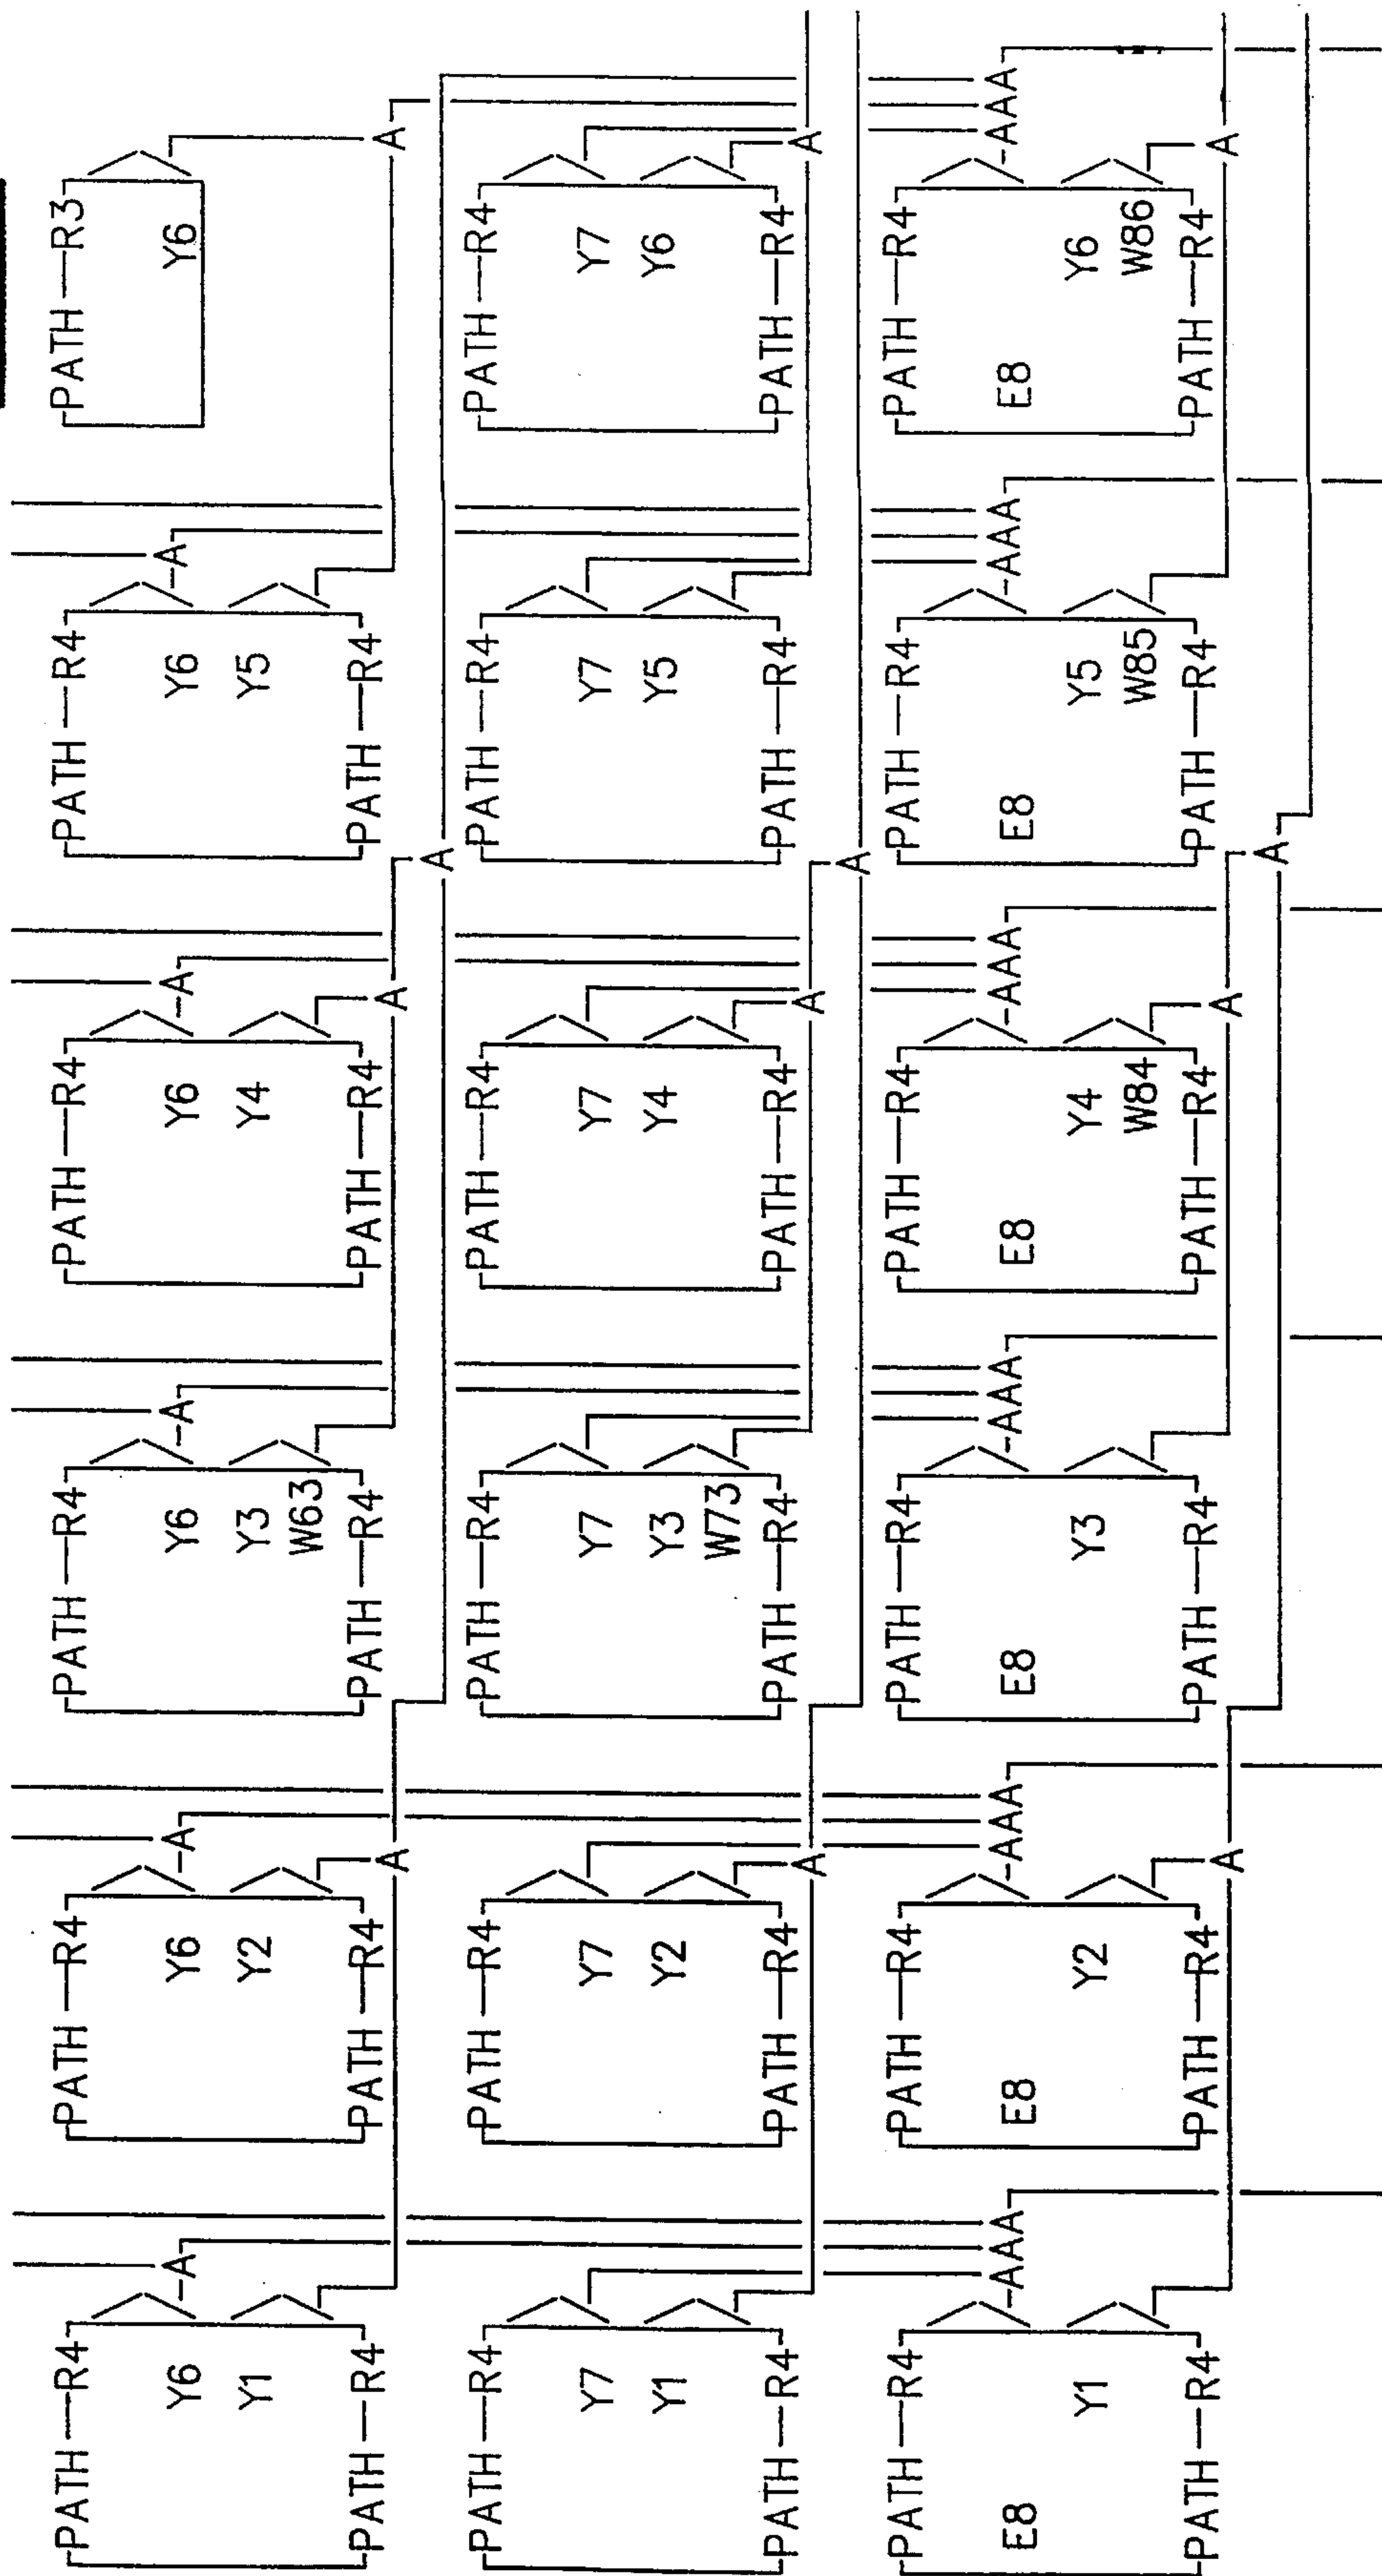 PATH—R4 PATH—R4 PATH—R4 PATH—R4 PATH—R4 PATH—R3
Y6 A Y6 A Y6 A Y6 A Y6 A Y6
Y1 Y2 Y3 Y4 Y5
W63
PATH—R4 PATH—R4 PATH—R4 PATH—R4 PATH—R4
A A A
A
PATH—R4 PATH—R4 PATH—R4 PATH—R4 PATH—R4 PATH—R4
Y7 Y7 Y7 Y7 Y7 Y7
Y1 Y2 Y3 Y4 Y5 Y6
W73
PATH—R4 PATH—R4 PATH—R4 PATH—R4 PATH—R4 PATH—R4
A A A
A
PATH—R4 PATH—R4 PATH—R4 PATH—R4 PATH—R4 PATH—R4
E8 AAA E8 AAA E8 AAA E8 AAA E8 AAA E8 AAA
Y1 Y2 Y3 Y4 Y5 Y6
W84 W85 W86
PATH—R4 PATH—R4 PATH—R4 PATH—R4 PATH—R4 PATH—R4
A A A
A